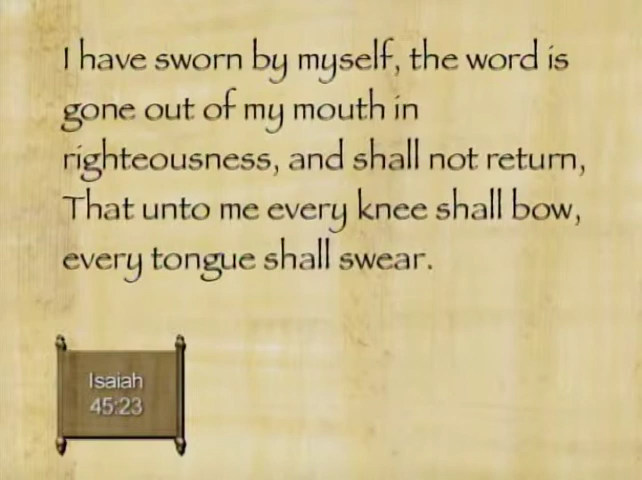 I have sworn by myself, the word is
gone out of my mouth in
righteousness, and shall not return,
That unto me every knee shall bow,
every tongue shall swear.
Isaiah
45:23